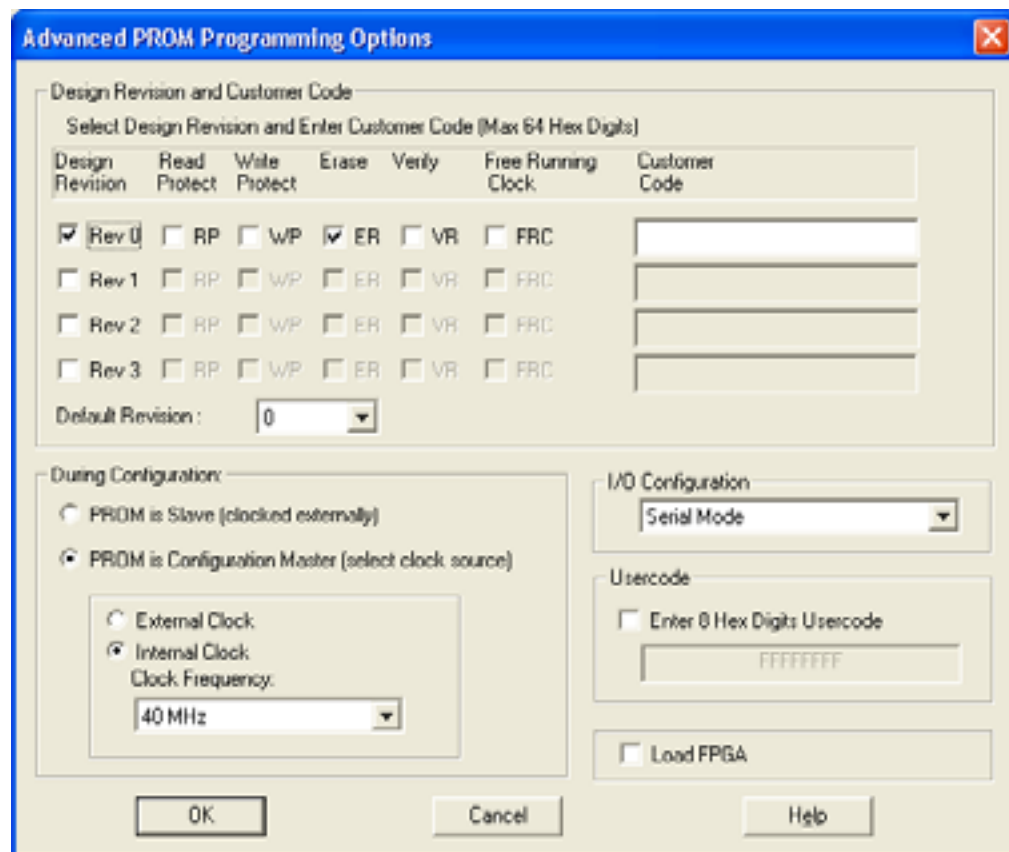 Advanced PROM Programming Options
Design Revision and Customer Code
Select Design Revision and Enter Customer Code (Max 64 Hex Digits)
Design Revision Read Protect Write Protect Erase Verify Free Running Clock Customer Code
Rev 0 RP WP ER VR FRC
Rev 1 RP WP ER VR FRC
Rev 2 RP WP ER VR FRC
Rev 3 RP WP ER VR FRC
Default Revision : 0
During Configuration:
PROM is Slave (clocked externally)
PROM is Configuration Master (select clock source)
External Clock
Internal Clock
Clock Frequency:
40 MHz
I/O Configuration
Serial Mode
Usercode
Enter 8 Hex Digits Usercode
FFFFFFFF
Load FPGA
OK Cancel Help